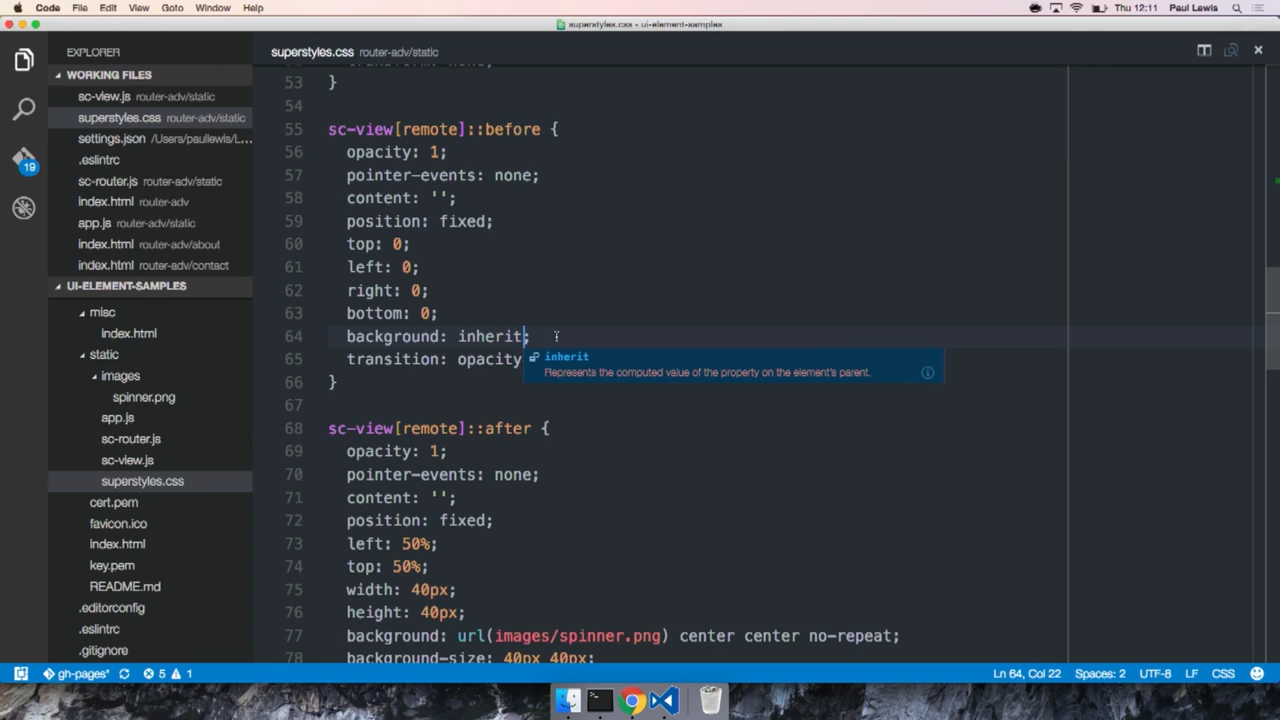 Code File Edit View Goto Window Help Thu 12:11 Paul Lewis
superstyles.css - ui-element-samples
EXPLORER
superstyles.css router-adv/static
WORKING FILES
sc-view.js router-adv/static
superstyles.css router-adv/static
settings.json /Users/paullewis/L...
.eslintrc
sc-router.js router-adv/static
index.html router-adv
app.js router-adv/static
index.html router-adv/about
index.html router-adv/contact
UI-ELEMENT-SAMPLES
misc
index.html
static
images
spinner.png
app.js
sc-router.js
sc-view.js
superstyles.css
cert.pem
favicon.ico
index.html
key.pem
README.md
.editorconfig
.eslintrc
.gitignore
19
53 }
54
55 sc-view[remote]::before {
56 opacity: 1;
57 pointer-events: none;
58 content: '';
59 position: fixed;
60 top: 0;
61 left: 0;
62 right: 0;
63 bottom: 0;
64 background: inherit;
65 transition: opacity
inherit
Represents the computed value of the property on the element's parent.
66 }
67
68 sc-view[remote]::after {
69 opacity: 1;
70 pointer-events: none;
71 content: '';
72 position: fixed;
73 left: 50%;
74 top: 50%;
75 width: 40px;
76 height: 40px;
77 background: url(images/spinner.png) center center no-repeat;
78 background-size: 40px 40px;
gh-pages* 5 1 Ln 64, Col 22 Spaces: 2 UTF-8 LF CSS